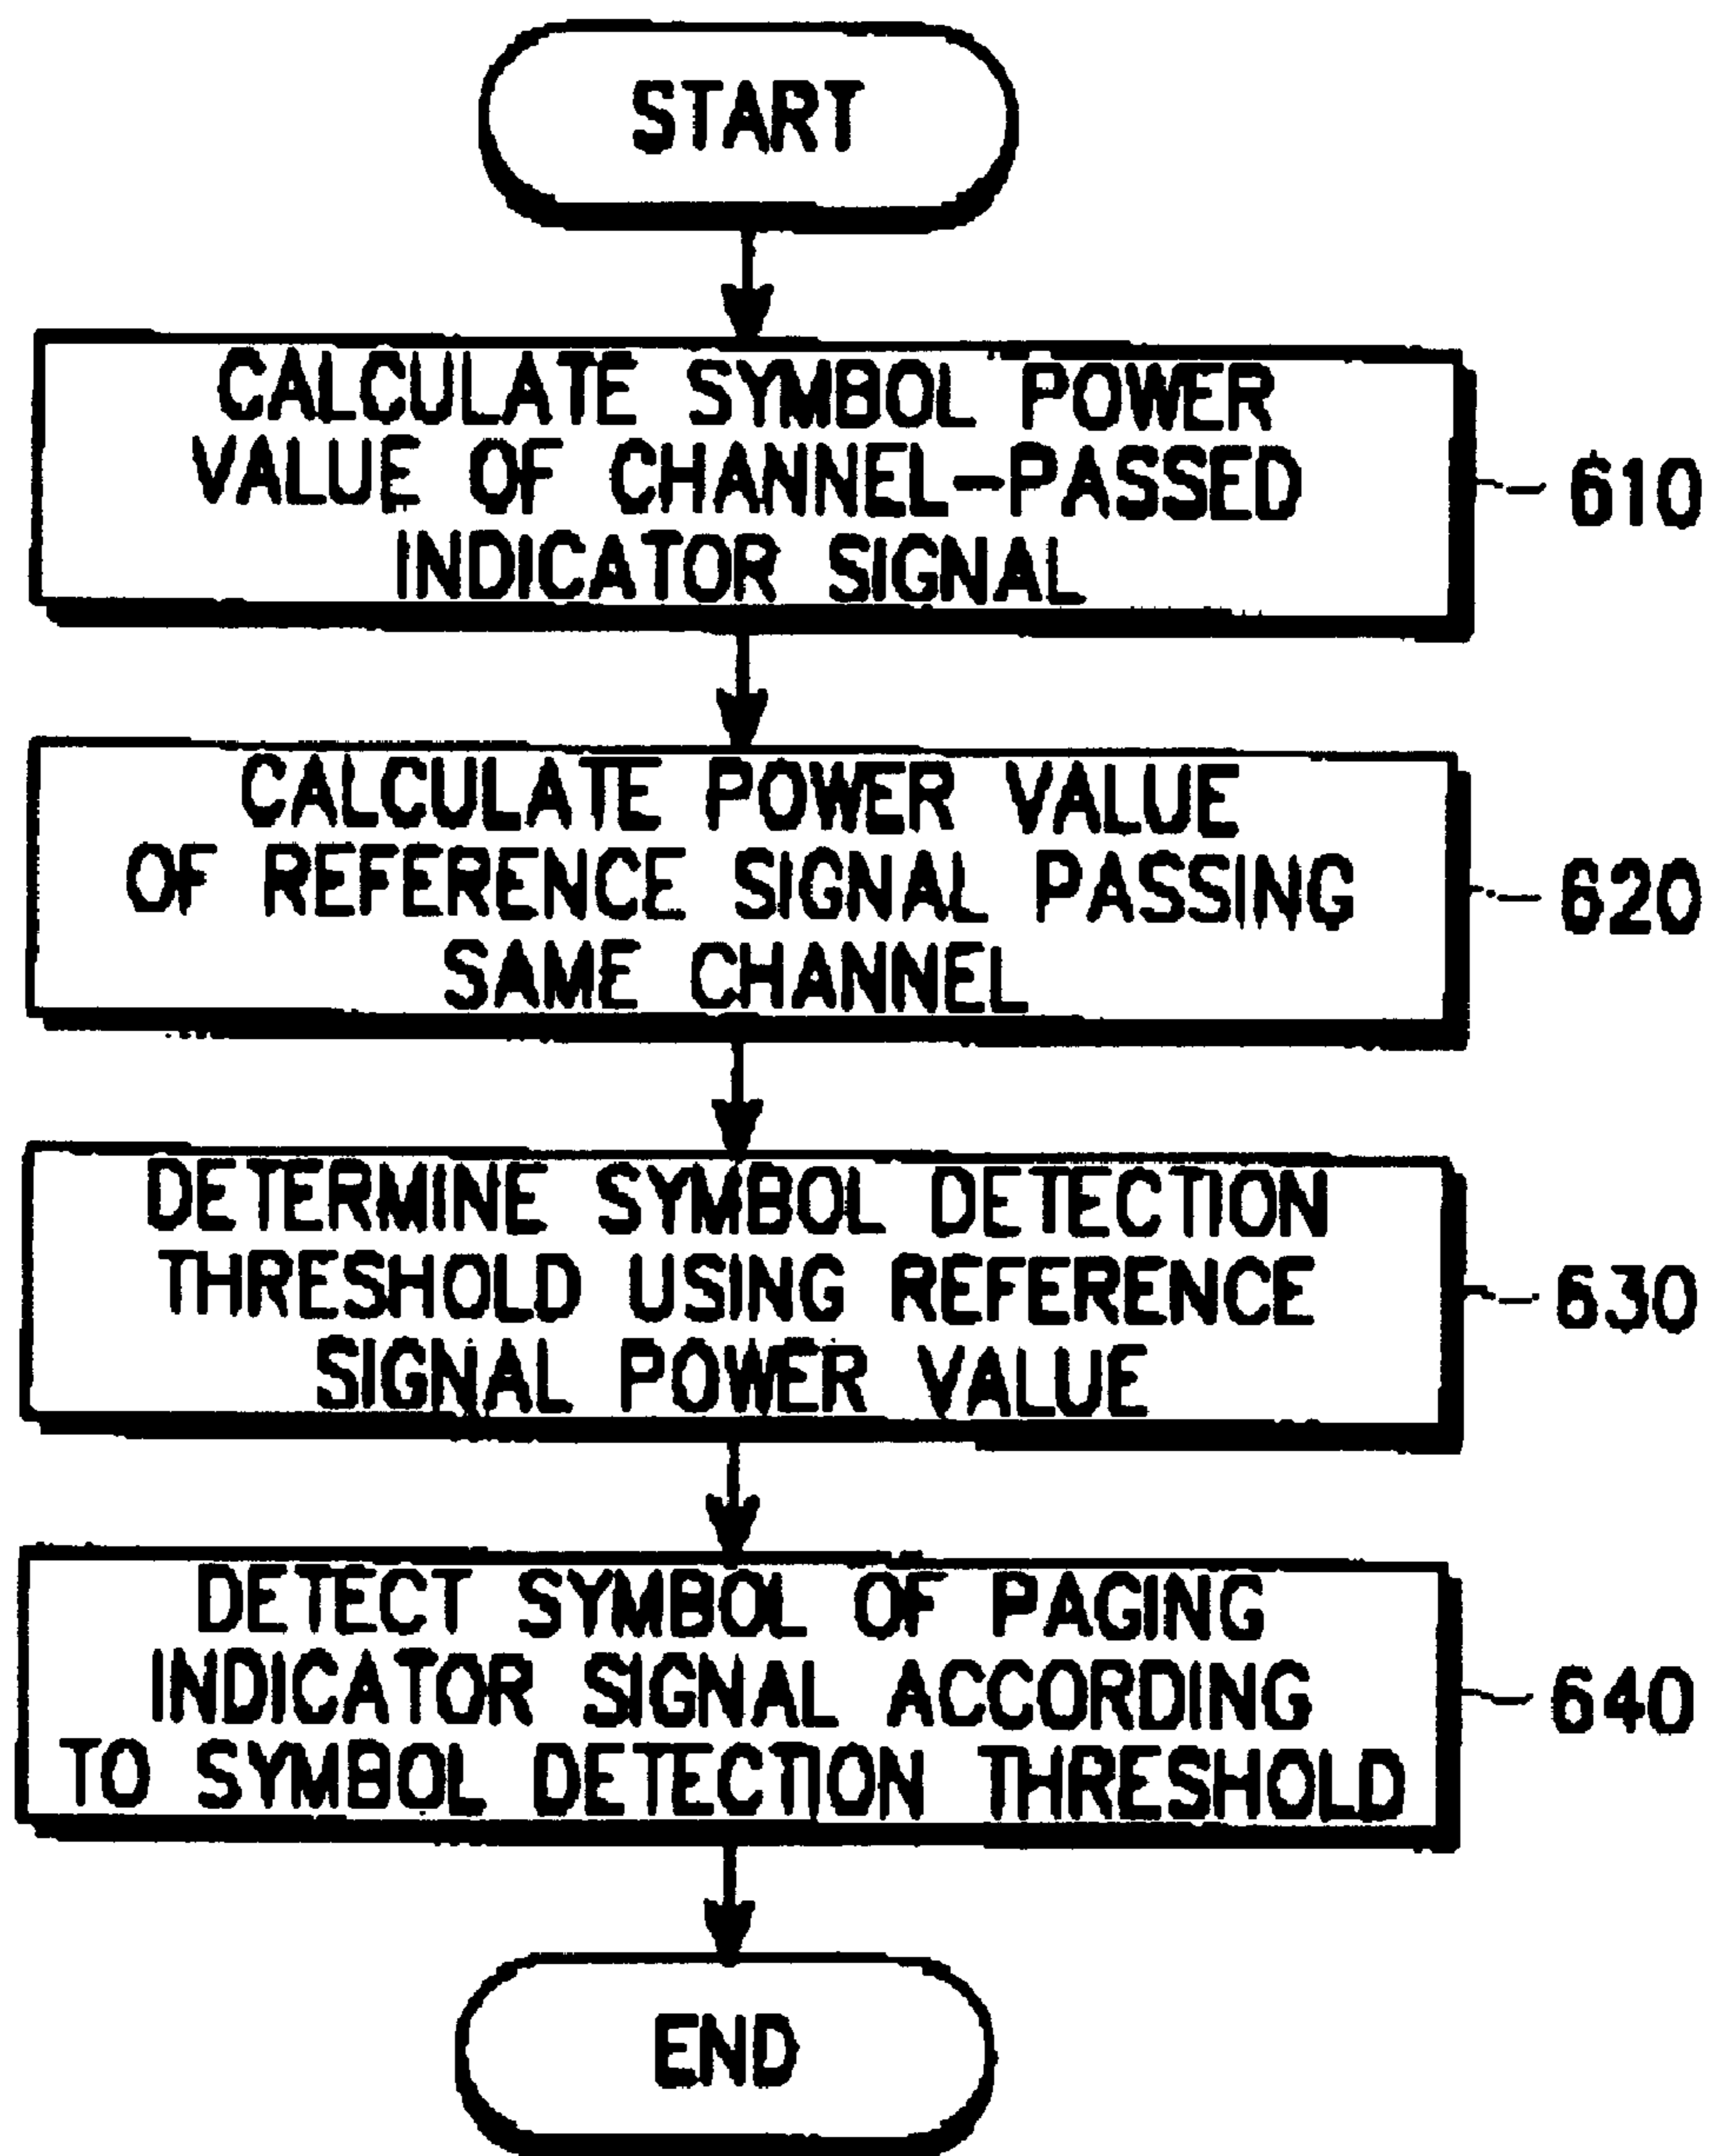 START
CALCULATE SYMBOL POWER
VALUE OF CHANNEL-PASSED
INDICATOR SIGNAL
610
CALCULATE POWER VALUE
OF REFERENCE SIGNAL PASSING
SAME CHANNEL
620
DETERMINE SYMBOL DETECTION
THRESHOLD USING REFERENCE
SIGNAL POWER VALUE
630
DETECT SYMBOL OF PAGING
INDICATOR SIGNAL ACCORDING
TO SYMBOL DETECTION THRESHOLD
640
END